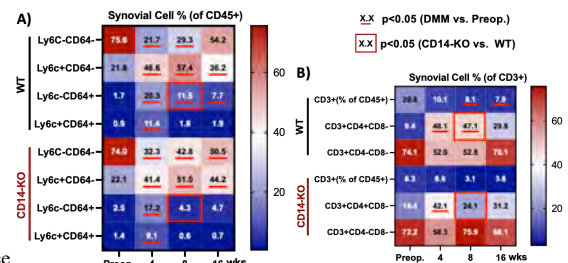 A)
Synovial Cell % (of CD45+)
WT
Ly6C-CD64- 75.6 21.7 29.3 54.2
Ly6c+CD64- 21.8 46.6 57.4 36.2
Ly6c-CD64+ 1.7 20.3 11.5 7.7
Ly6c+CD64+ 0.9 11.4 1.8 1.9
CD14-KO
Ly6C-CD64- 74.0 32.3 42.8 50.5
Ly6c+CD64- 22.1 41.4 51.0 44.2
Ly6c-CD64+ 2.5 17.2 4.3 4.7
Ly6c+CD64+ 1.4 9.1 0.6 0.7
Preop. 4 8 16 wks
60
40
20
X.X p<0.05 (DMM vs. Preop.)
X.X p<0.05 (CD14-KO vs. WT)
B)
Synovial Cell % (of CD3+)
WT
CD3+(% of CD45+) 20.6 10.1 8.1 7.9
CD3+CD4+CD8- 9.4 48.1 47.1 29.8
CD3+CD4-CD8- 74.1 52.0 52.8 70.1
CD14-KO
CD3+(% of CD45+) 8.3 6.6 3.1 3.6
CD3+CD4+CD8- 42.1 24.1 31.2
CD3+CD4-CD8- 72.2 58.3 75.9 68.1
Preop. 4 8 16 wks
60
40
20